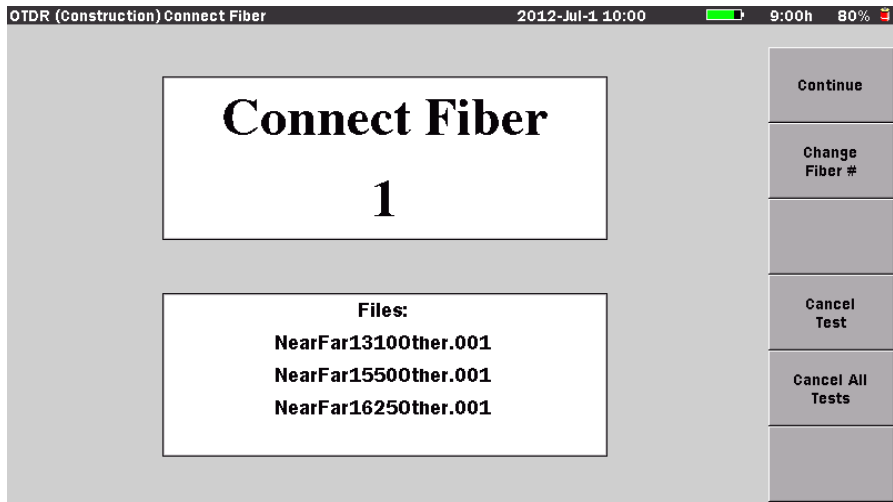 OTDR (Construction) Connect Fiber 2012-Jul-1 10:00 9:00h 80%
Connect Fiber
1
Files:
NearFar1310Other.001
NearFar1550Other.001
NearFar1625Other.001
Continue
Change
Fiber #
Cancel
Test
Cancel All
Tests